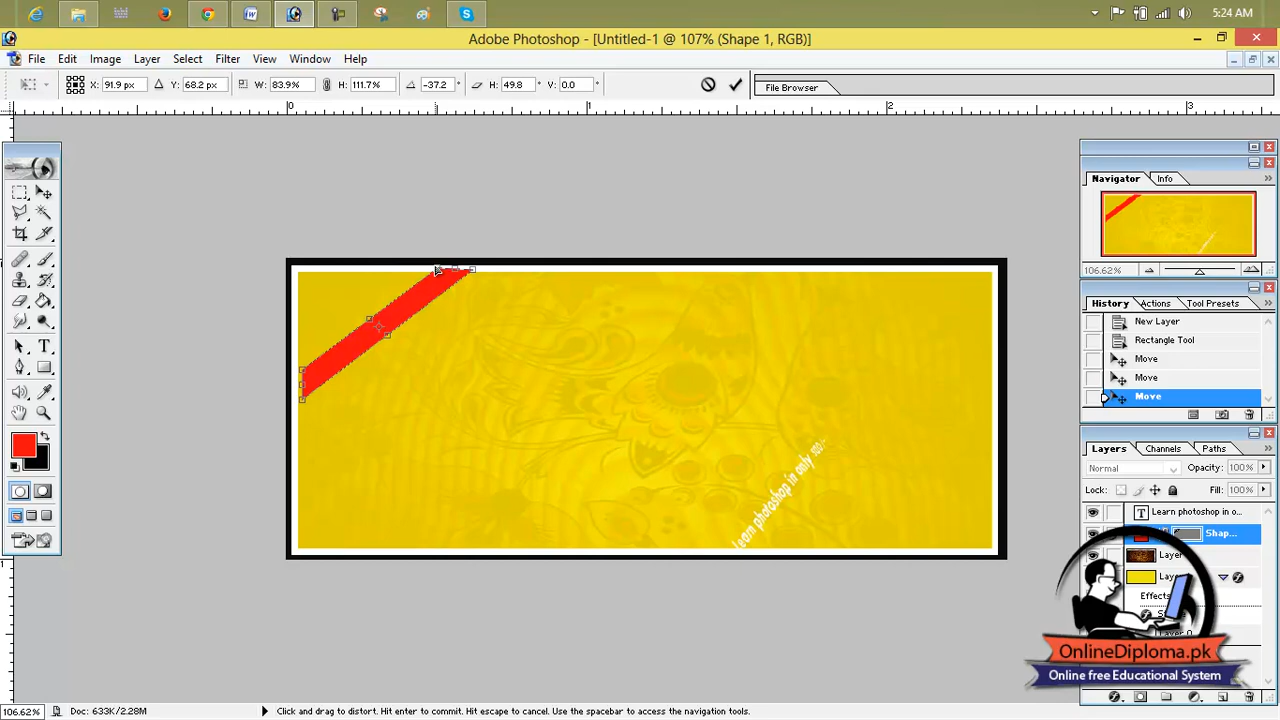 5:24 AM
Adobe Photoshop - [Untitled-1 @ 107% (Shape 1, RGB)]
File Edit Image Layer Select Filter View Window Help
X: 91.9 px Y: 68.2 px W: 83.9% H: 111.7% -37.2 ° H: 49.8 ° V: 0.0 °
File Browser
0 1 2 3
Navigator Info
106.62%
History Actions Tool Presets
New Layer
Rectangle Tool
Move
Move
Move
Layers Channels Paths
Normal Opacity: 100%
Lock: Fill: 100%
T Learn photoshop in o...
Shap...
Layer
Effects
Learn photoshop in only
OnlineDiploma.pk
Online free Educational System
106.62% Doc: 633K/2.28M Click and drag to distort. Hit enter to commit. Hit escape to cancel. Use the spacebar to access the navigation tools.